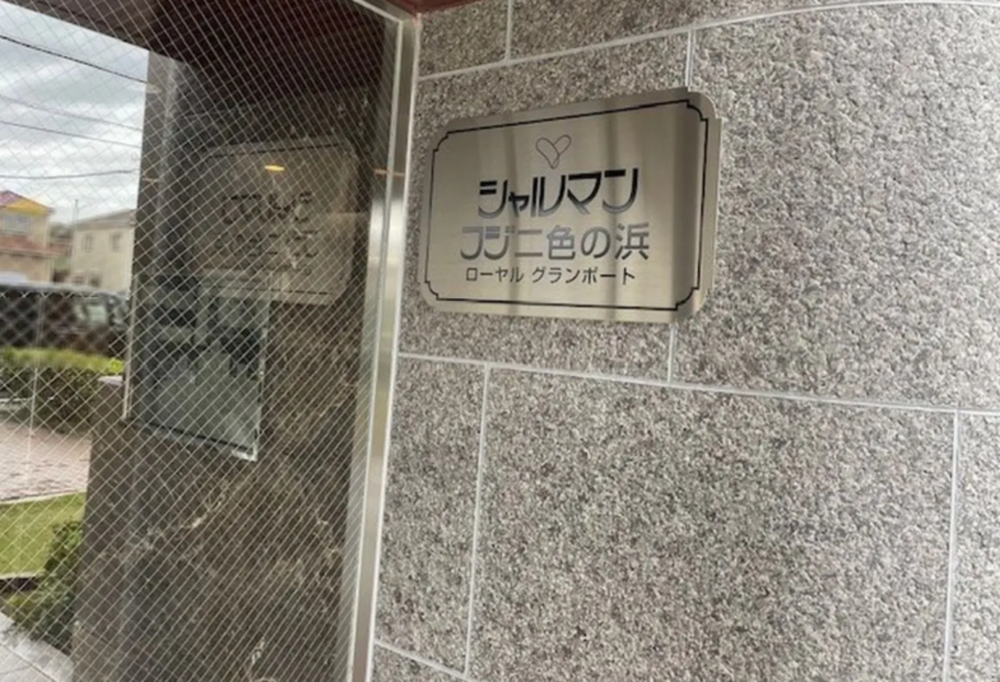 シャルマン
フジ二色の浜
ローヤル グランポート